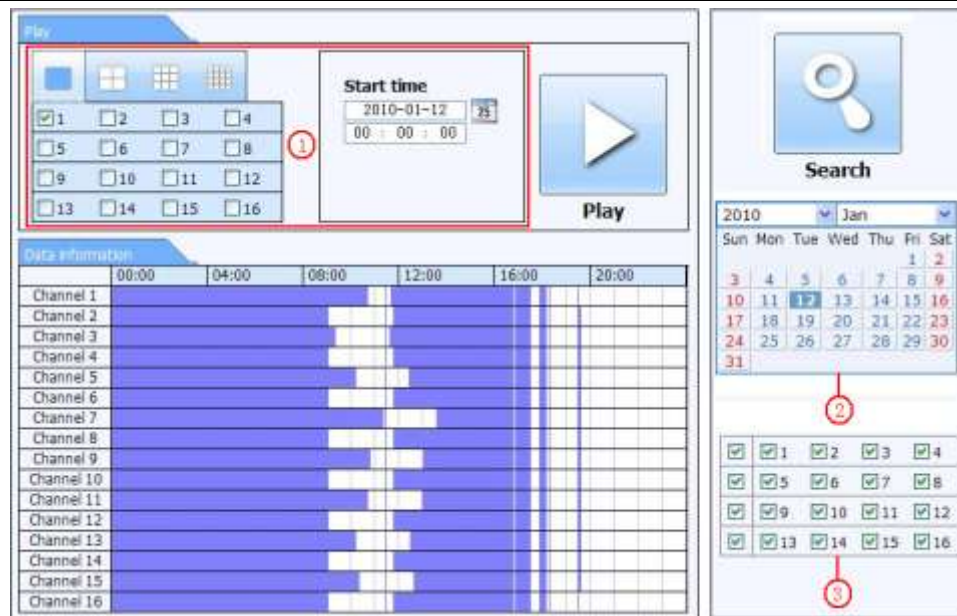 Play
1 2 3 4
5 6 7 8
9 10 11 12
13 14 15 16
1
Start time
2010-01-12 25
00 : 00 : 00
Play
Data information
00:00 04:00 08:00 12:00 16:00 20:00
Channel 1
Channel 2
Channel 3
Channel 4
Channel 5
Channel 6
Channel 7
Channel 8
Channel 9
Channel 10
Channel 11
Channel 12
Channel 13
Channel 14
Channel 15
Channel 16
Search
2010 Jan
Sun Mon Tue Wed Thu Fri Sat
1 2
3 4 5 6 7 8 9
10 11 12 13 14 15 16
17 18 19 20 21 22 23
24 25 26 27 28 29 30
31
2
1 2 3 4
5 6 7 8
9 10 11 12
13 14 15 16
3